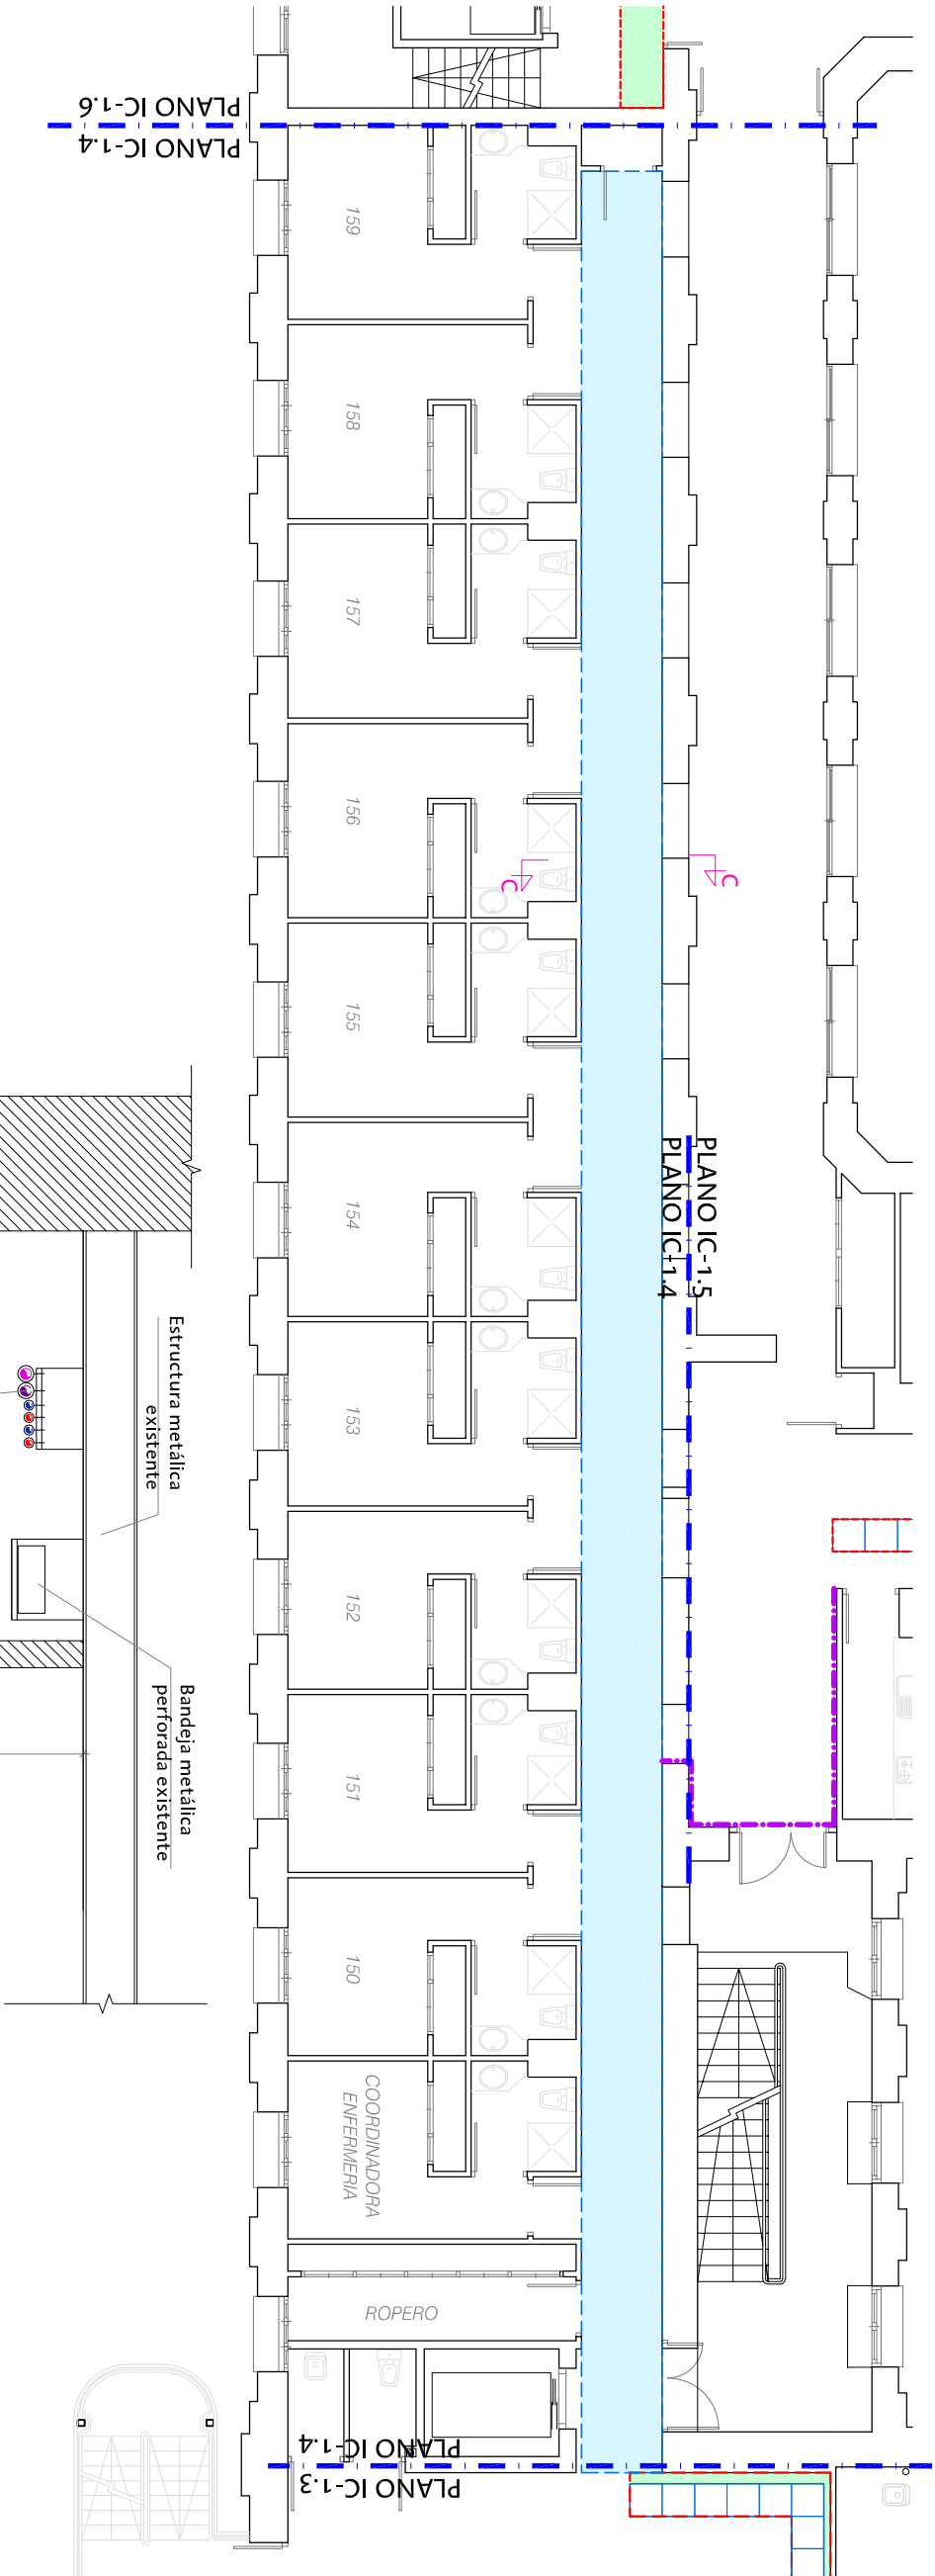 PLANO IC-1.6
PLANO IC-1.4
159
158
157
156
C
C
155
PLANO IC-1.5
PLANO IC-1.4
154
Estructura metálica
existente
153
152
Bandeja metálica
perforada existente
151
150
COORDINADORA
ENFERMERIA
ROPERO
PLANO IC-1.4
PLANO IC-1.3